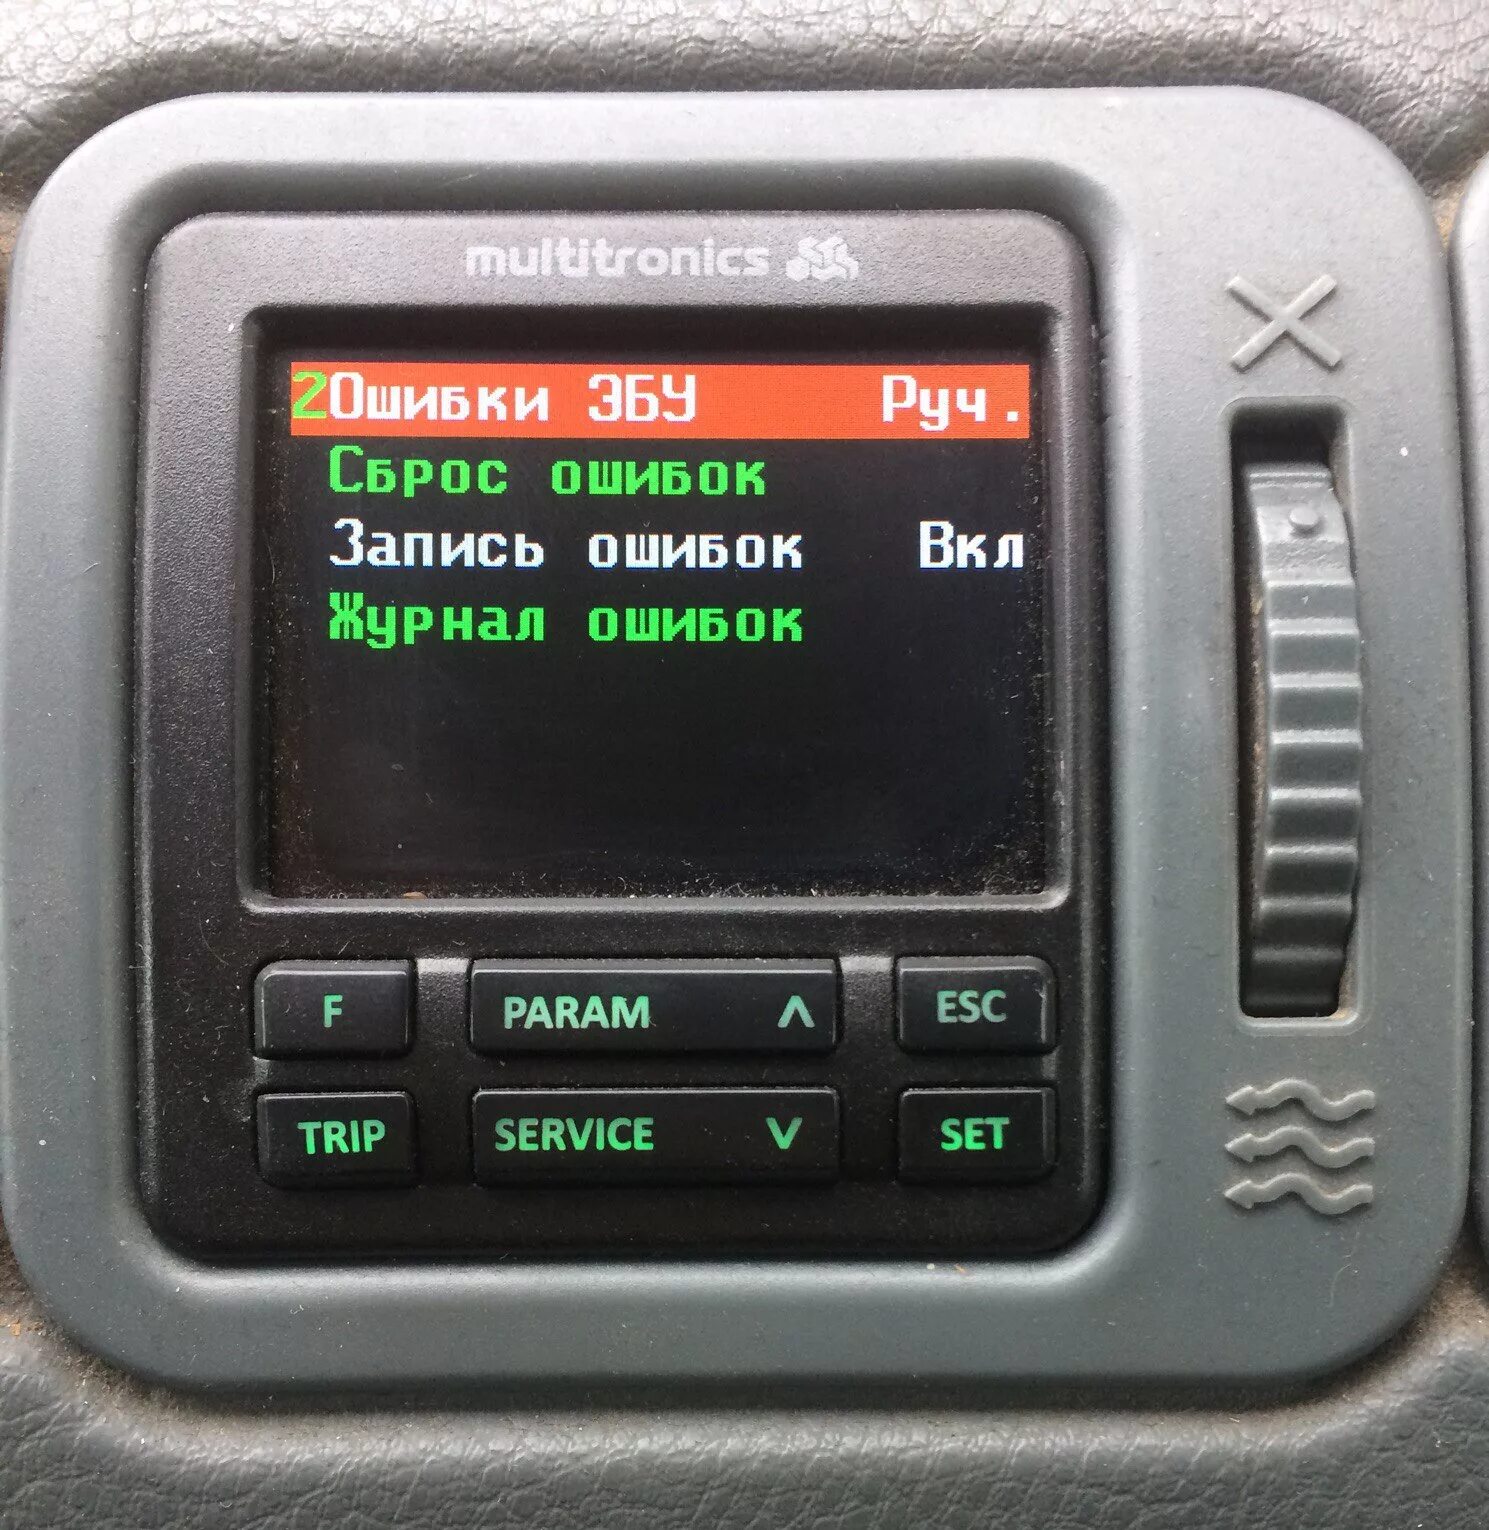 multitronics
2Ошибки ЭБУ Руч.
Сброс ошибок
Запись ошибок Вкл
Журнал ошибок
F PARAM ESC
TRIP SERVICE SET